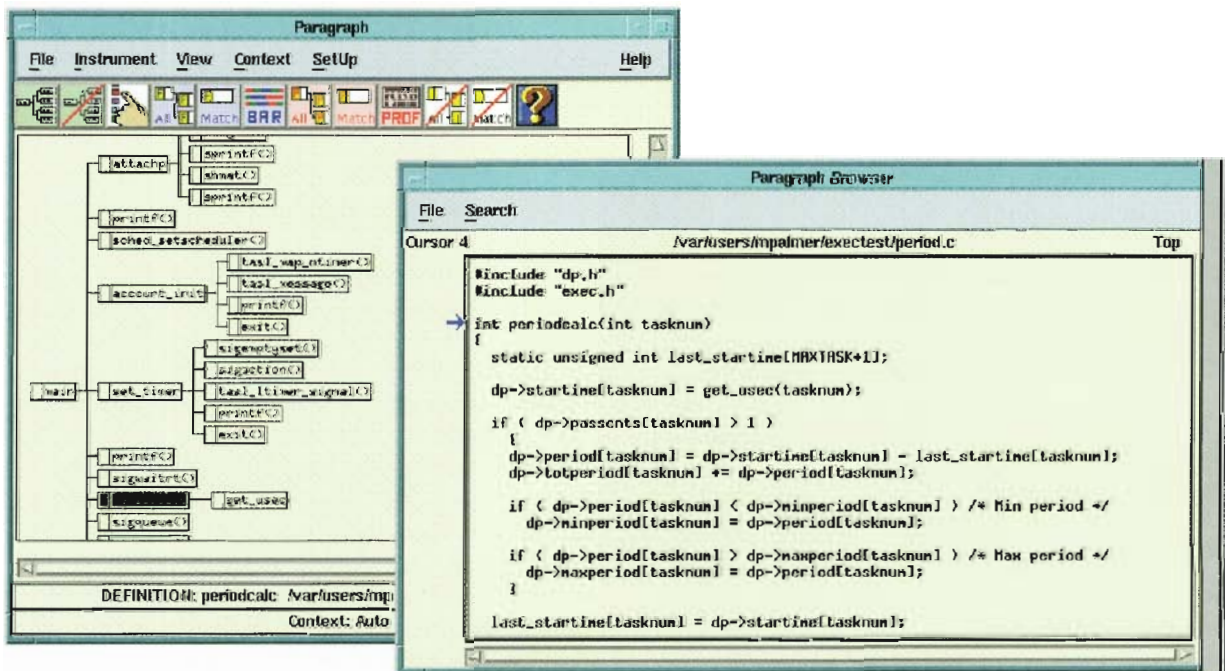 Paragraph
File Instrument View Context SetUp Help
All Match BAR All Match PROF All Match ?
attachp
sprintf()
shmat()
sprintf()
printf()
sched_setscheduler()
account_init
printf()
exit()
main
set_timer
sigemptyset()
sigaction()
printf()
exit()
printf()
sigwaitrt()
get_usec
sigqueue()
DEFINITION: periodcalc /var/users/mp
Context: Auto
Paragraph Browser
File Search
Cursor 4 /var/users/mpalmer/exectest/period.c Top
#include "dp.h"
#include "exec.h"
int periodcalc(int tasknum)
{
static unsigned int last_startime[MAXTASK+1];
dp->startime[tasknum] = get_usec(tasknum);
if ( dp->passcnts[tasknum] > 1 )
{
dp->period[tasknum] = dp->startime[tasknum] - last_startime[tasknum];
dp->totperiod[tasknum] += dp->period[tasknum];
if ( dp->period[tasknum] < dp->minperiod[tasknum] ) /* Min period */
dp->minperiod[tasknum] = dp->period[tasknum];
if ( dp->period[tasknum] > dp->maxperiod[tasknum] ) /* Max period */
dp->maxperiod[tasknum] = dp->period[tasknum];
}
last_startime[tasknum] = dp->startime[tasknum];